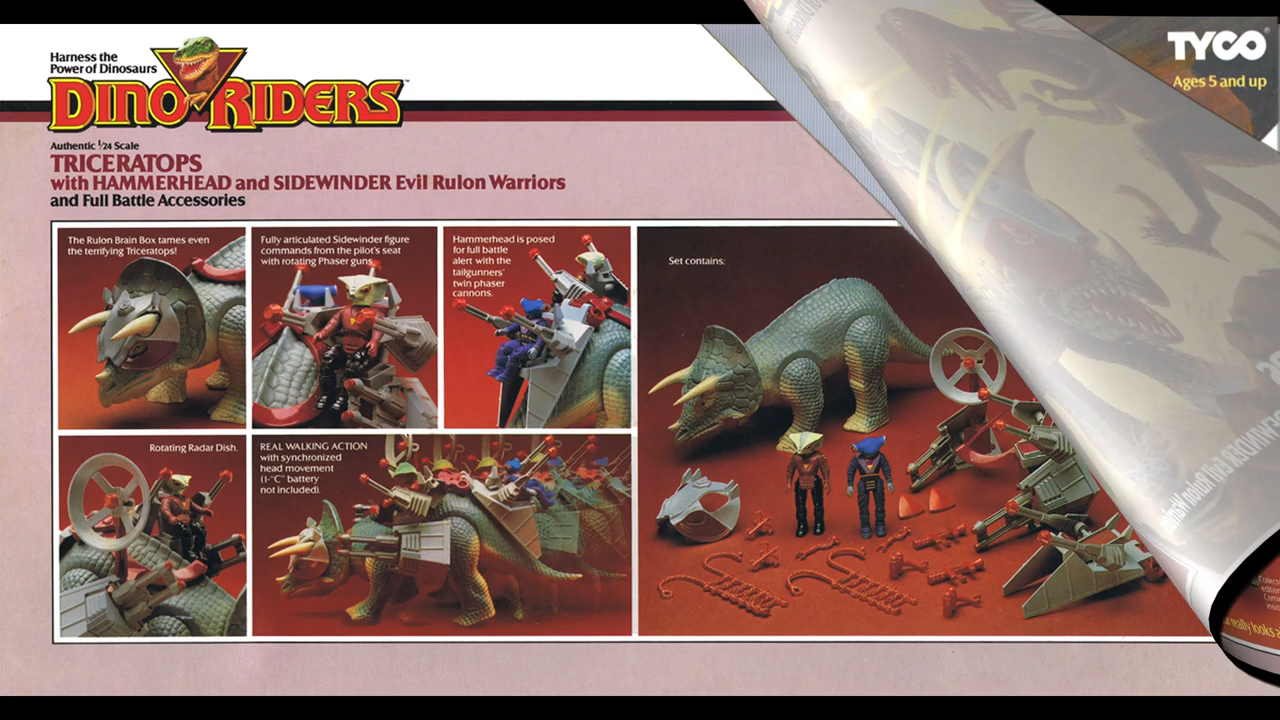 Harness the
Power of Dinosaurs
DINO RIDERS™
TYCO®
Ages 5 and up
Authentic 1/24 Scale
TRICERATOPS
with HAMMERHEAD and SIDEWINDER Evil Rulon Warriors
and Full Battle Accessories
The Rulon Brain Box tames even
the terrifying Triceratops!
Fully articulated Sidewinder figure
commands from the pilot's seat
with rotating Phaser guns.
Hammerhead is posed
for full battle
alert with the
tailgunners'
twin phaser
cannons.
Set contains:
Rotating Radar Dish.
REAL WALKING ACTION
with synchronized
head movement
(1-"C" battery
not included).
really looks